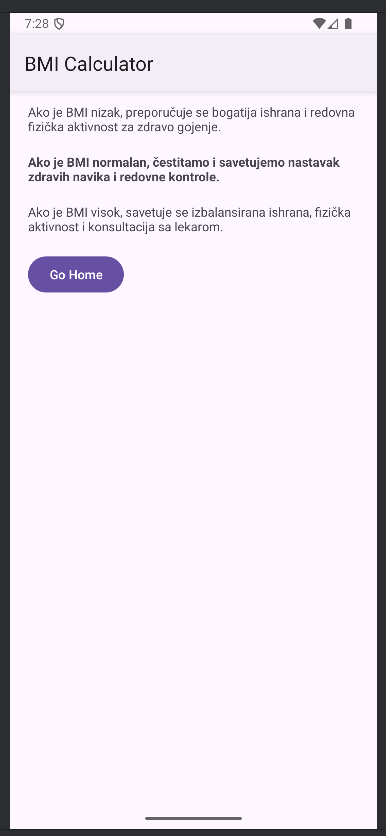 7:28
BMI Calculator
Ako je BMI nizak, preporučuje se bogatija ishrana i redovna
fizička aktivnost za zdravo gojenje.
Ako je BMI normalan, čestitamo i savetujemo nastavak
zdravih navika i redovne kontrole.
Ako je BMI visok, savetuje se izbalansirana ishrana, fizička
aktivnost i konsultacija sa lekarom.
Go Home